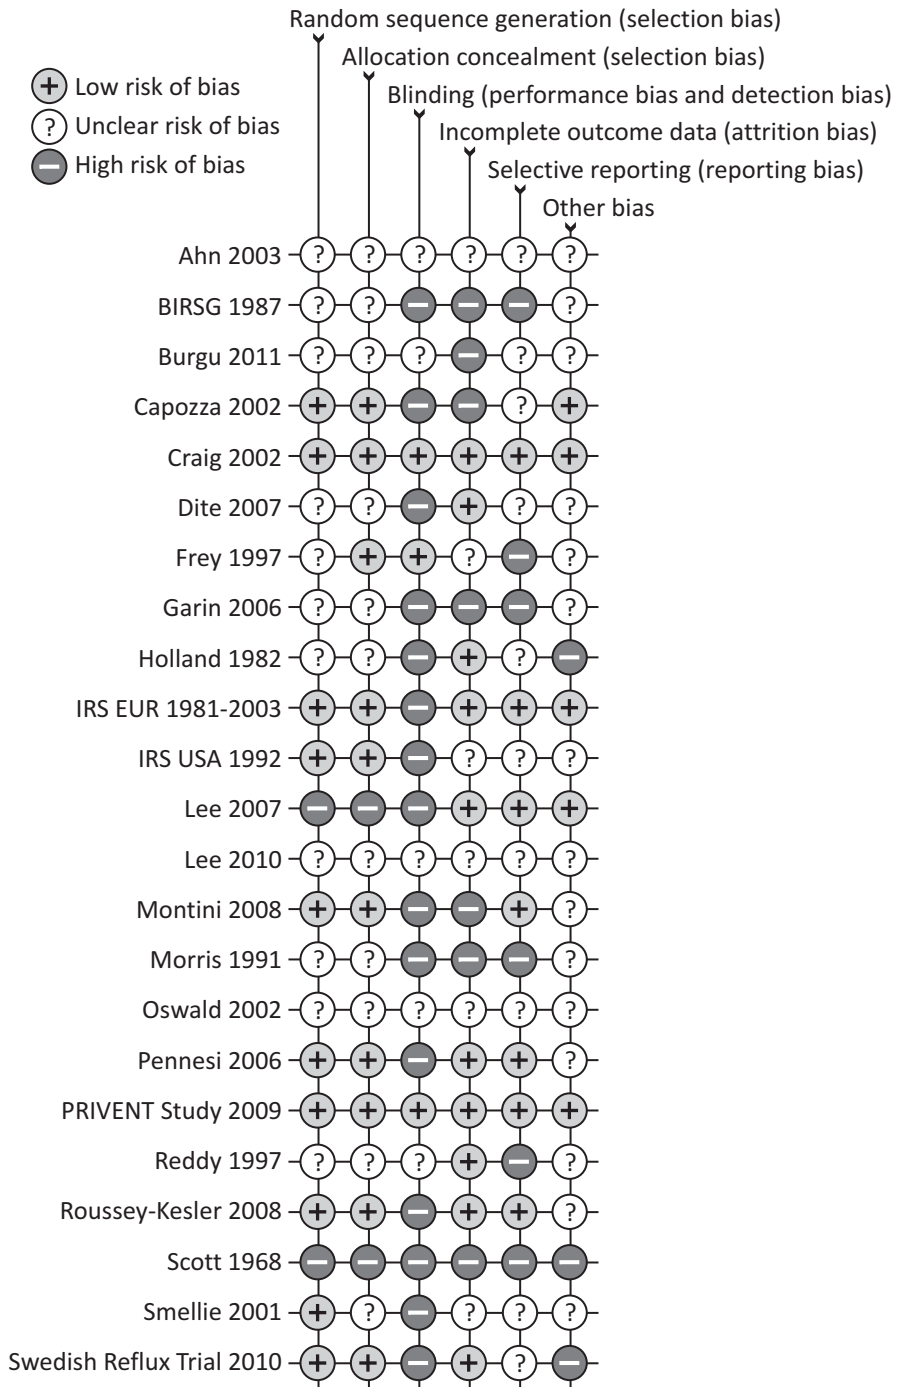 Random sequence generation (selection bias)
Allocation concealment (selection bias)
Blinding (performance bias and detection bias)
Incomplete outcome data (attrition bias)
Selective reporting (reporting bias)
Other bias
+ Low risk of bias
? Unclear risk of bias
− High risk of bias
Ahn 2003 ? ? ? ? ? ?
BIRSG 1987 ? ? − − − ?
Burgu 2011 ? ? ? − ? ?
Capozza 2002 + + − − ? +
Craig 2002 + + + + + +
Dite 2007 ? ? − + ? ?
Frey 1997 ? + + ? − ?
Garin 2006 ? ? − − − ?
Holland 1982 ? ? − + ? −
IRS EUR 1981-2003 + + − + + +
IRS USA 1992 + + − ? ? ?
Lee 2007 − − − + + +
Lee 2010 ? ? ? ? ? ?
Montini 2008 + + − − + ?
Morris 1991 ? ? − − − ?
Oswald 2002 ? ? ? ? ? ?
Pennesi 2006 + + − + + ?
PRIVENT Study 2009 + + + + + +
Reddy 1997 ? ? ? + − ?
Roussey-Kesler 2008 + + − + + ?
Scott 1968 − − − − − −
Smellie 2001 + ? − ? ? ?
Swedish Reflux Trial 2010 + + − + ? −